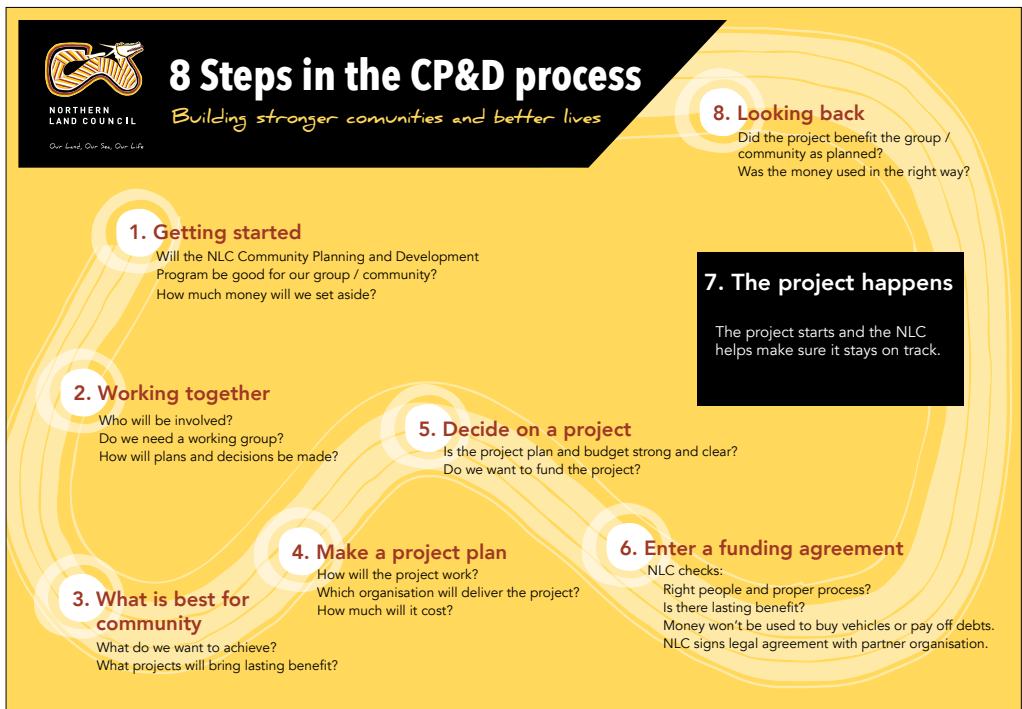 NORTHERN
LAND COUNCIL
Our Land, Our Sea, Our Life
8 Steps in the CP&D process
Building stronger comunities and better lives
1. Getting started
Will the NLC Community Planning and Development
Program be good for our group / community?
How much money will we set aside?
2. Working together
Who will be involved?
Do we need a working group?
How will plans and decisions be made?
3. What is best for
community
What do we want to achieve?
What projects will bring lasting benefit?
4. Make a project plan
How will the project work?
Which organisation will deliver the project?
How much will it cost?
5. Decide on a project
Is the project plan and budget strong and clear?
Do we want to fund the project?
6. Enter a funding agreement
NLC checks:
Right people and proper process?
Is there lasting benefit?
Money won't be used to buy vehicles or pay off debts.
NLC signs legal agreement with partner organisation.
7. The project happens
The project starts and the NLC
helps make sure it stays on track.
8. Looking back
Did the project benefit the group /
community as planned?
Was the money used in the right way?